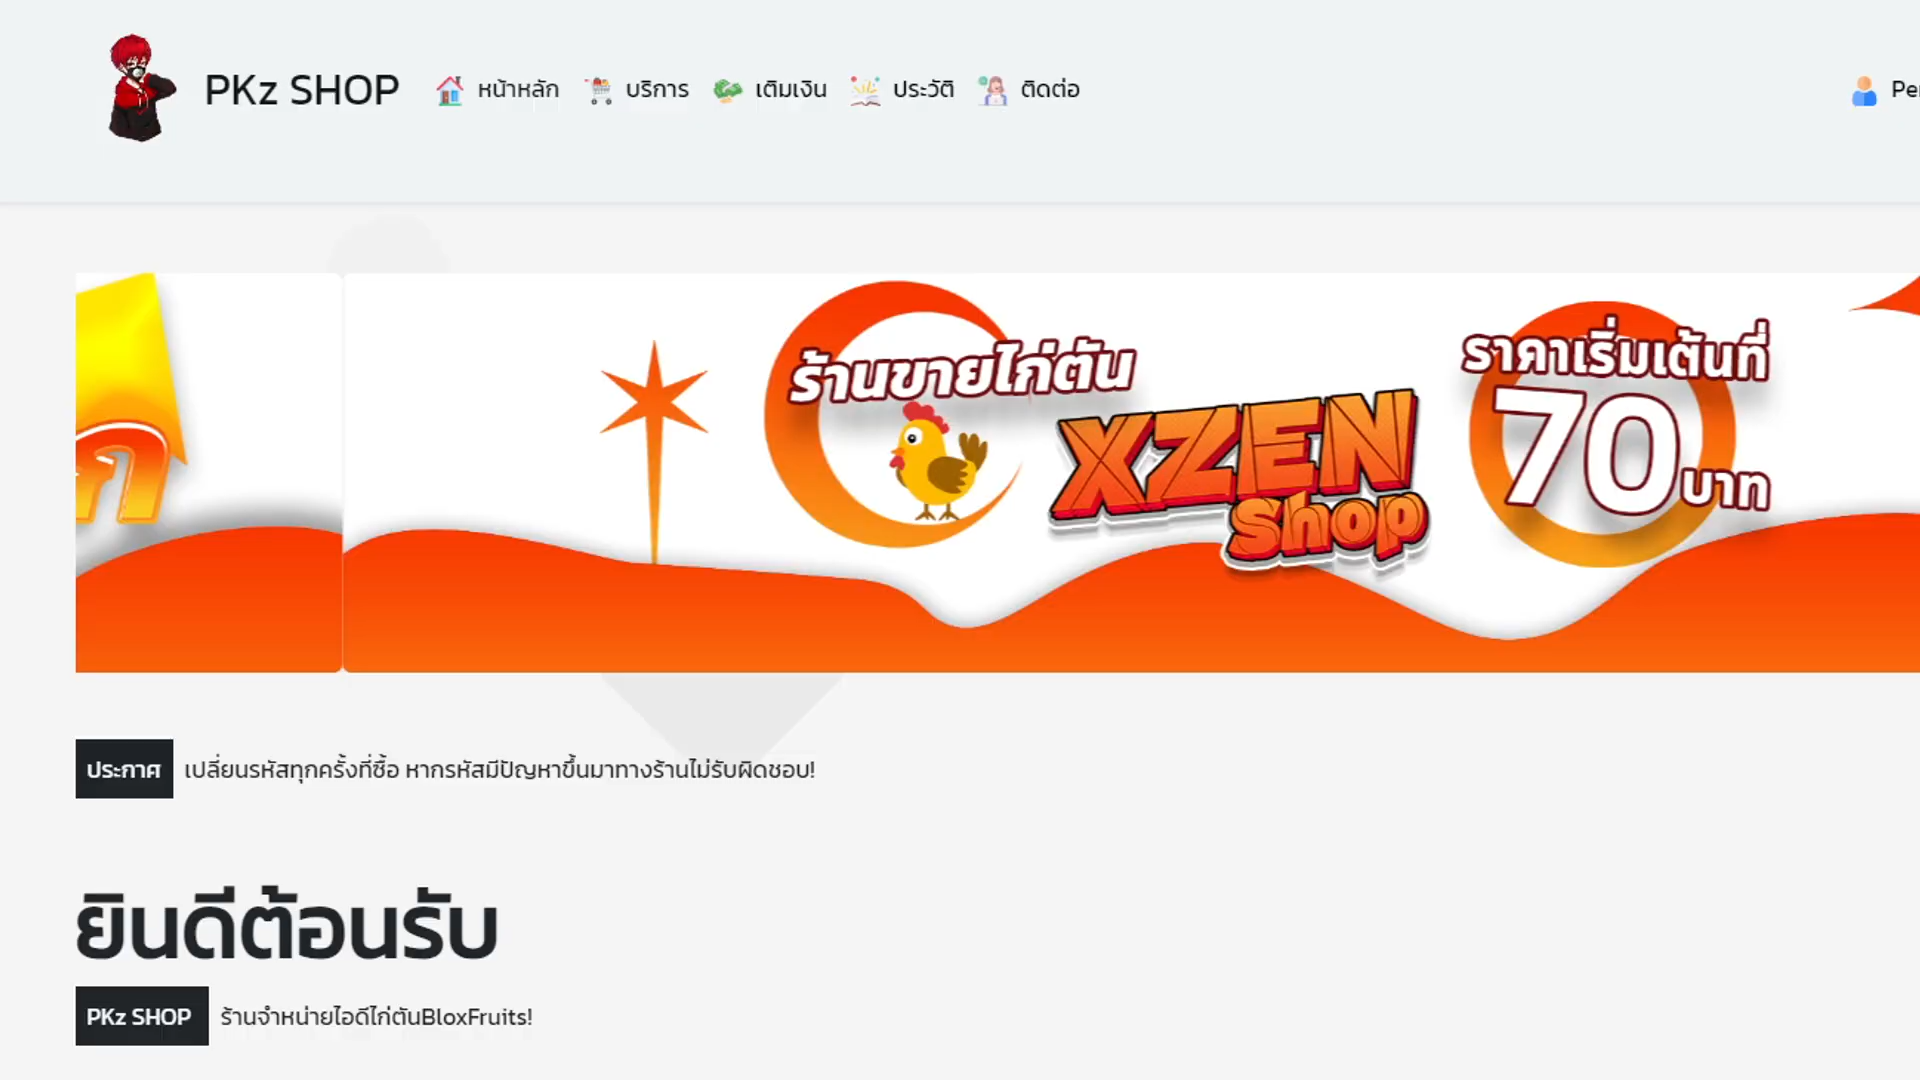 PKz SHOP
หน้าหลัก
บริการ
เติมเงิน
ประวัติ
ติดต่อ
ร้านขายไก่ตัน
XZEN
Shop
ราคาเริ่มเต้นที่
70 บาท
ประกาศ เปลี่ยนรหัสทุกครั้งที่ซื้อ หากรหัสมีปัญหาขึ้นมาทางร้านไม่รับผิดชอบ!
ยินดีต้อนรับ
PKz SHOP ร้านจำหน่ายไอดีไก่ตันBloxFruits!